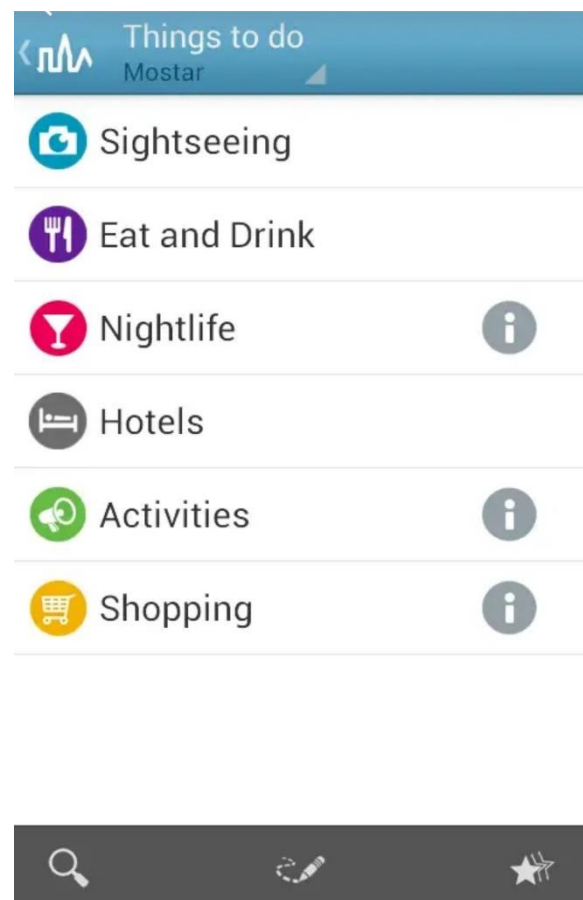 Things to do
Mostar
Sightseeing
Eat and Drink
Nightlife
Hotels
Activities
Shopping